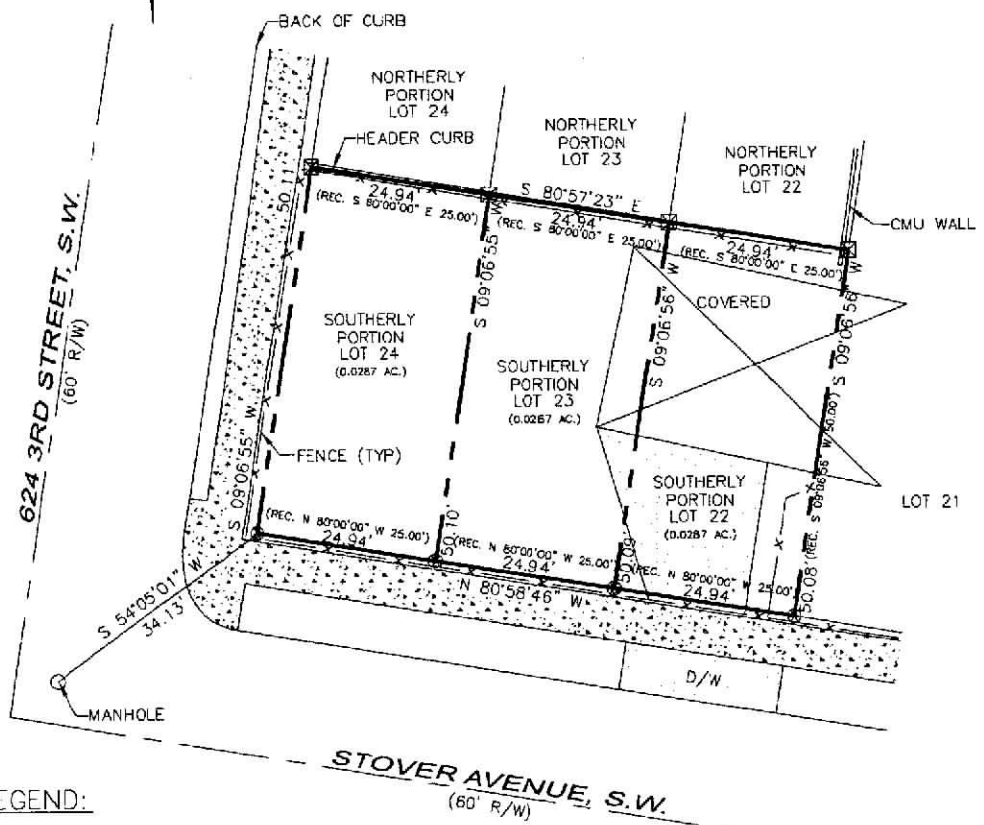 BACK OF CURB
NORTHERLY
PORTION
LOT 24
HEADER CURB
NORTHERLY
PORTION
LOT 23
NORTHERLY
PORTION
LOT 22
CMU WALL
624 3RD STREET, S.W.
(60' R/W)
50.11'
24.94'
(REC. S 80°00'00" E 25.00')
S 80°57'23" E
24.94'
(REC. S 80°00'00" E 25.00')
24.94'
(REC. S 80°00'00" E 25.00')
S 09°06'55" W
S 09°06'55" W
S 09°06'56" W
S 09°06'56" W
COVERED
SOUTHERLY
PORTION
LOT 24
(0.0287 AC.)
SOUTHERLY
PORTION
LOT 23
(0.0287 AC.)
SOUTHERLY
PORTION
LOT 22
(0.0287 AC.)
LOT 21
FENCE (TYP)
(REC. N 80°00'00" W 25.00')
24.94'
50.10'
(REC. N 80°00'00" W 25.00')
24.94'
N 80°58'46" W
50.09'
(REC. N 80°00'00" W 25.00')
24.94'
50.08' (REC. S 09°06'56" W 50.00')
S 54°05'01" W
34.13'
MANHOLE
D/W
STOVER AVENUE, S.W.
(60' R/W)
EGEND: